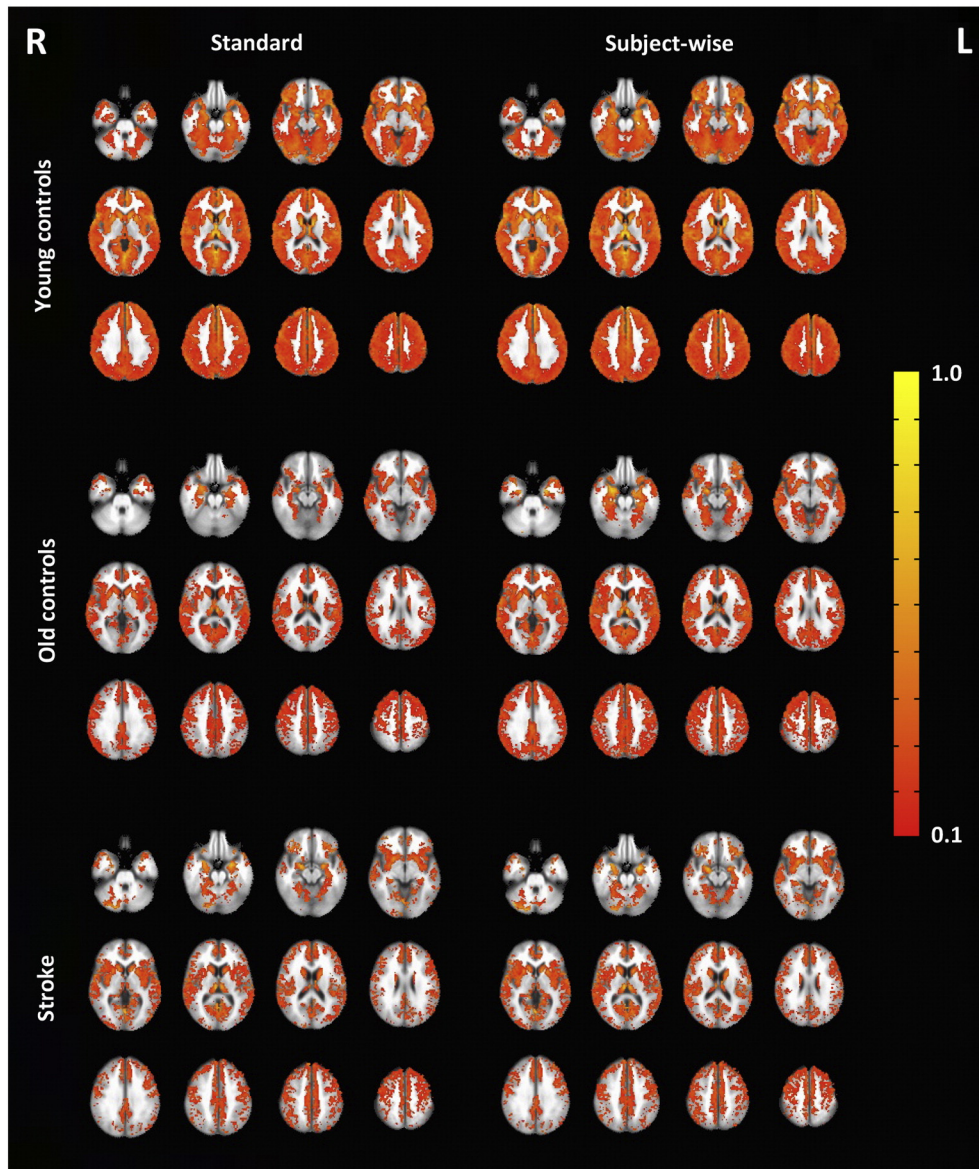 R
Standard
Subject-wise
L
Young controls
1.0
Old controls
0.1
Stroke